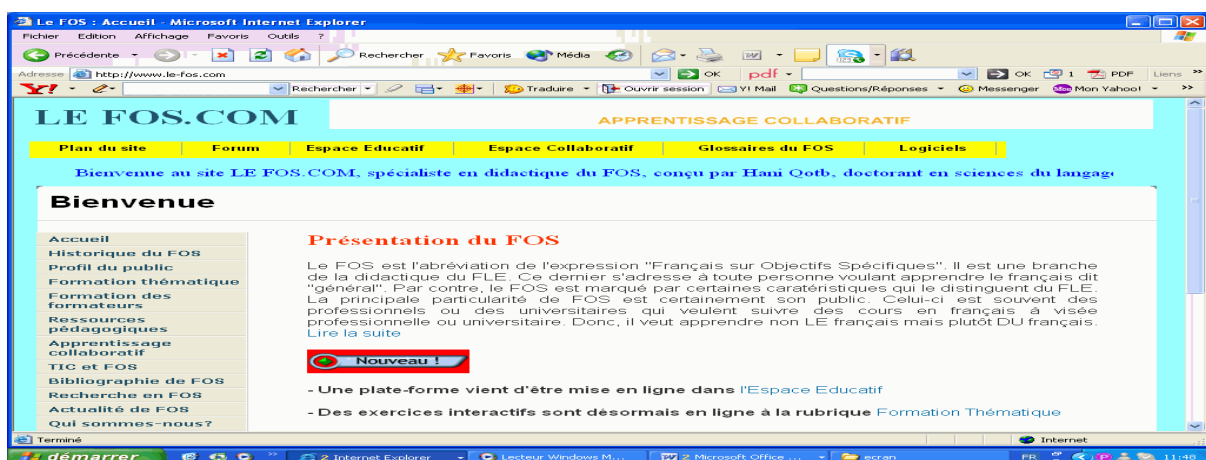 Le FOS : Accueil - Microsoft Internet Explorer
Fichier Edition Affichage Favoris Outils ?
Précédente Rechercher Favoris Média
Adresse http://www.le-fos.com OK pdf OK 1 PDF Liens »
Y! Rechercher Traduire Ouvrir session Y! Mail Questions/Réponses Messenger Mon Yahoo! »
LE FOS.COM APPRENTISSAGE COLLABORATIF
Plan du site Forum Espace Educatif Espace Collaboratif Glossaires du FOS Logiciels
Bienvenue au site LE FOS.COM, spécialiste en didactique du FOS, conçu par Hani Qotb, doctorant en sciences du langage
Bienvenue
Accueil
Historique du FOS
Profil du public
Formation thématique
Formation des
formateurs
Ressources
pédagogiques
Apprentissage
collaboratif
TIC et FOS
Bibliographie de FOS
Recherche en FOS
Actualité de FOS
Qui sommes-nous?
Présentation du FOS
Le FOS est l'abréviation de l'expression "Français sur Objectifs Spécifiques". Il est une branche
de la didactique du FLE. Ce dernier s'adresse à toute personne voulant apprendre le français dit
"général". Par contre, le FOS est marqué par certaines caratéristiques qui le distinguent du FLE.
La principale particularité de FOS est certainement son public. Celui-ci est souvent des
professionnels ou des universitaires qui veulent suivre des cours en français à visée
professionnelle ou universitaire. Donc, il veut apprendre non LE français mais plutôt DU français.
Lire la suite
Nouveau !
- Une plate-forme vient d'être mise en ligne dans l'Espace Educatif
- Des exercices interactifs sont désormais en ligne à la rubrique Formation Thématique
Terminé Internet
démarrer » 2 Internet Explorer Lecteur Windows M... 2 Microsoft Office ... ecran FR 11:48